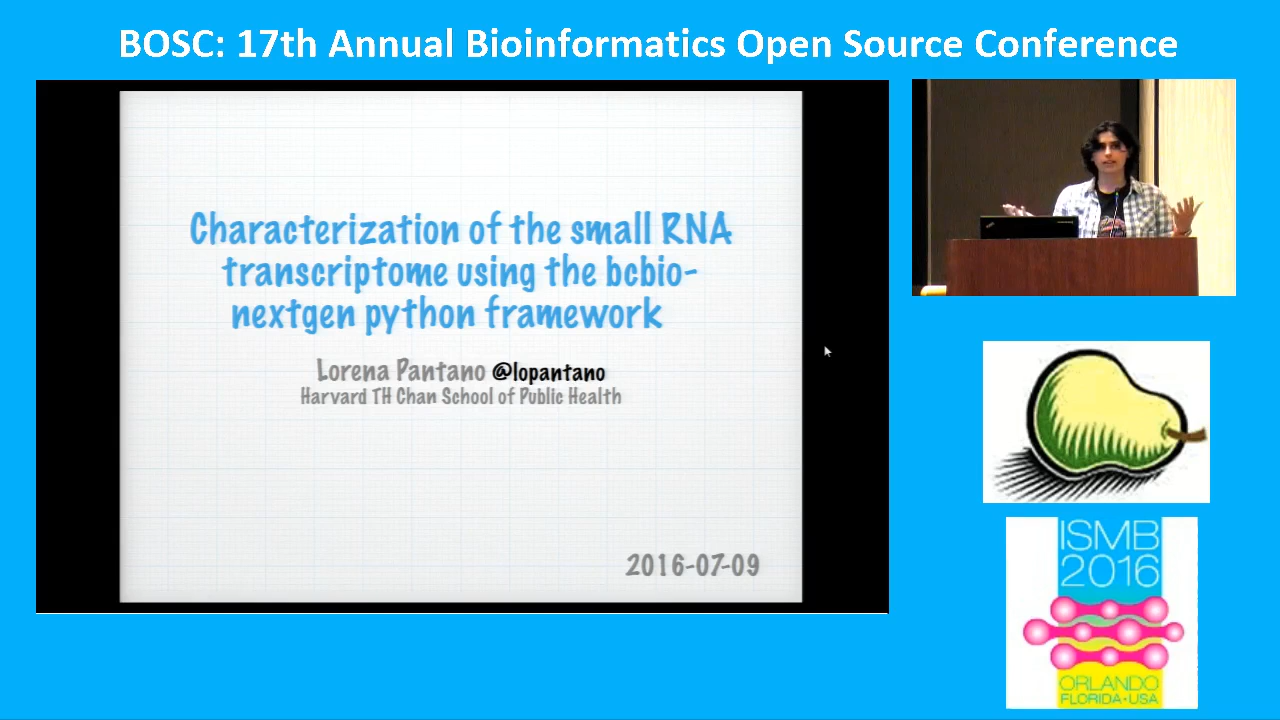 BOSC: 17th Annual Bioinformatics Open Source Conference
Characterization of the small RNA
transcriptome using the bcbio-
nextgen python framework
Lorena Pantano @lopantano
Harvard TH Chan School of Public Health
2016-07-09
ISMB
2016
ORLANDO
FLORIDA•USA